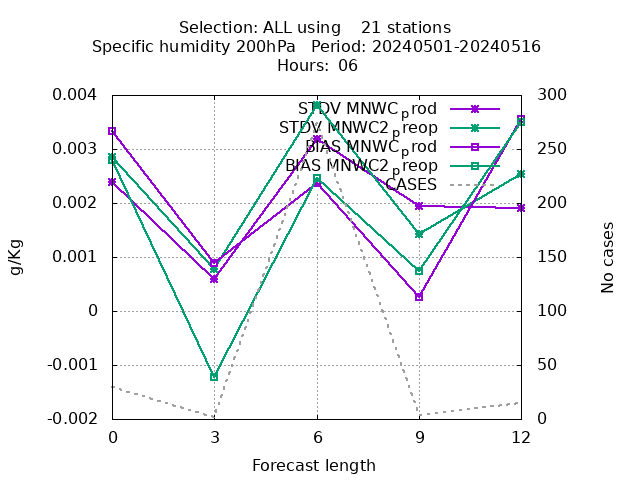 Selection: ALL using    21 stations
Specific humidity 200hPa   Period: 20240501-20240516
Hours: 06
0.004
0.003
0.002
0.001
0
-0.001
-0.002
g/Kg
STDV MNWC_prod
STDV MNWC2_preop
BIAS MNWC_prod
BIAS MNWC2_preop
CASES
300
250
200
150
100
50
0
No cases
0 3 6 9 12
Forecast length